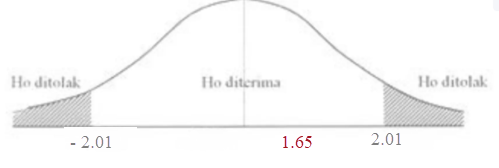 Ho ditolak
Ho diterima
Ho ditolak
- 2.01
1.65
2.01